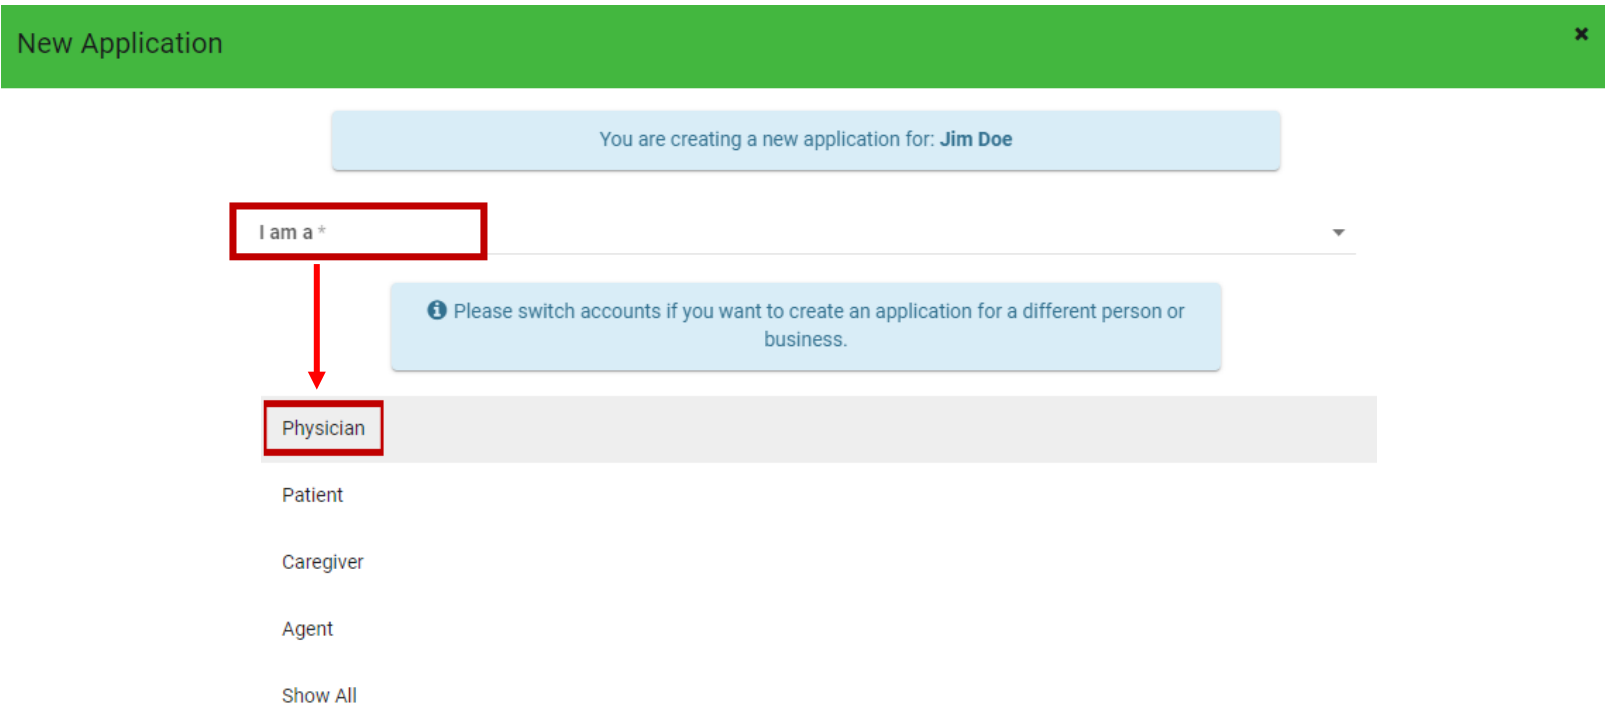 New Application
You are creating a new application for: Jim Doe
I am a *
Please switch accounts if you want to create an application for a different person or
business.
Physician
Patient
Caregiver
Agent
Show All